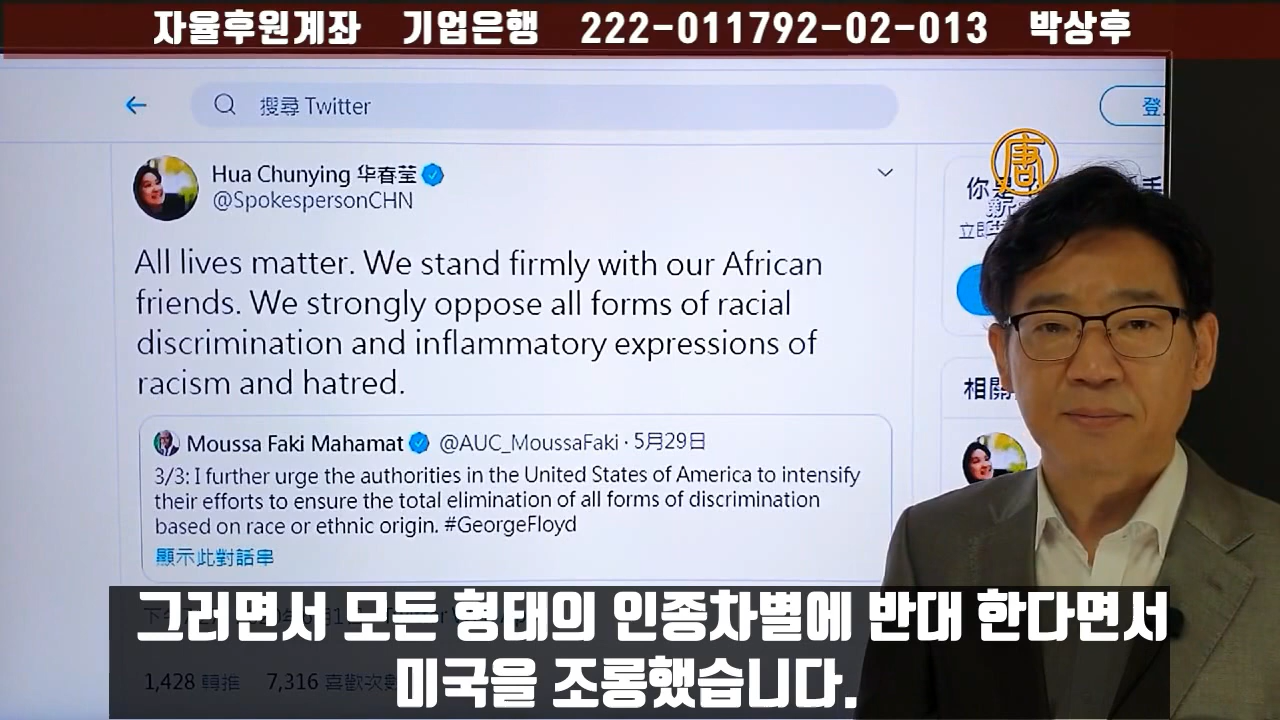 자율후원계좌 기업은행 222-011792-02-013 박상후
搜尋 Twitter
登
唐
Hua Chunying 华春莹
@SpokespersonCHN
你是
立即
All lives matter. We stand firmly with our African
friends. We strongly oppose all forms of racial
discrimination and inflammatory expressions of
racism and hatred.
相關
Moussa Faki Mahamat @AUC_MoussaFaki · 5月29日
3/3: I further urge the authorities in the United States of America to intensify
their efforts to ensure the total elimination of all forms of discrimination
based on race or ethnic origin. #GeorgeFloyd
顯示此對話串
그러면서 모든 형태의 인종차별에 반대 한다면서
미국을 조롱했습니다.
1,428 轉推 7,316 喜歡次數